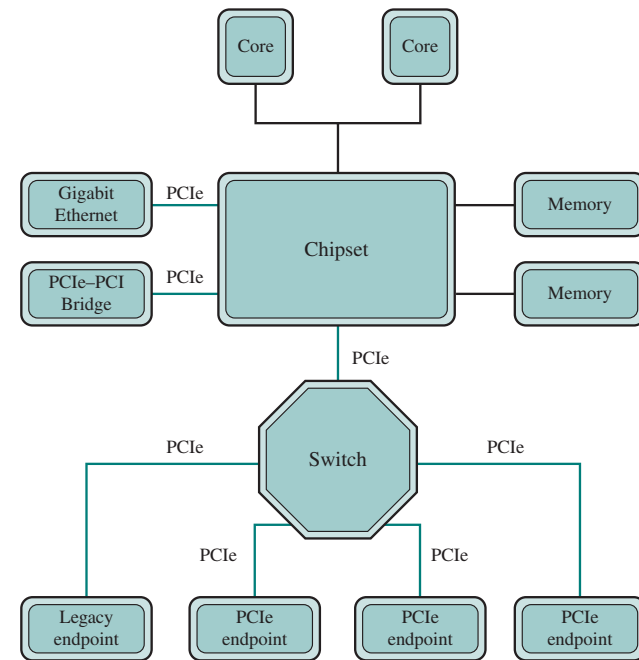 Core
Core
Gigabit
Ethernet
PCIe
Chipset
Memory
PCIe–PCI
Bridge
PCIe
Memory
PCIe
Switch
PCIe
PCIe
PCIe
PCIe
Legacy
endpoint
PCIe
endpoint
PCIe
endpoint
PCIe
endpoint